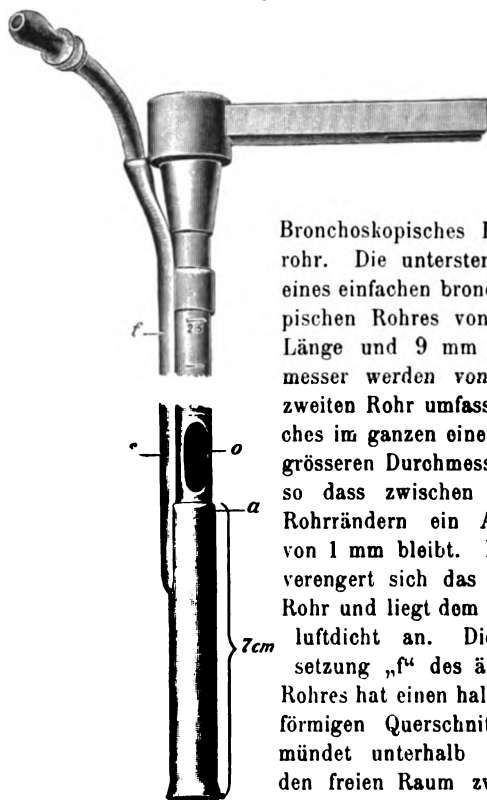 Bronchoskopisches
rohr. Die untersten
eines einfachen bronc
pischen Rohres von
Länge und 9 mm
messer werden von
zweiten Rohr umfass
ches im ganzen eine
grösseren Durchmess
so dass zwischen
Rohrrändern ein A
von 1 mm bleibt.
verengert sich das
Rohr und liegt dem
luftdicht an. Di
setzung „f“ des ä
Rohres hat einen hal
förmigen Querschnit
mündet unterhalb
den freien Raum zw
25
f
o
a
7cm